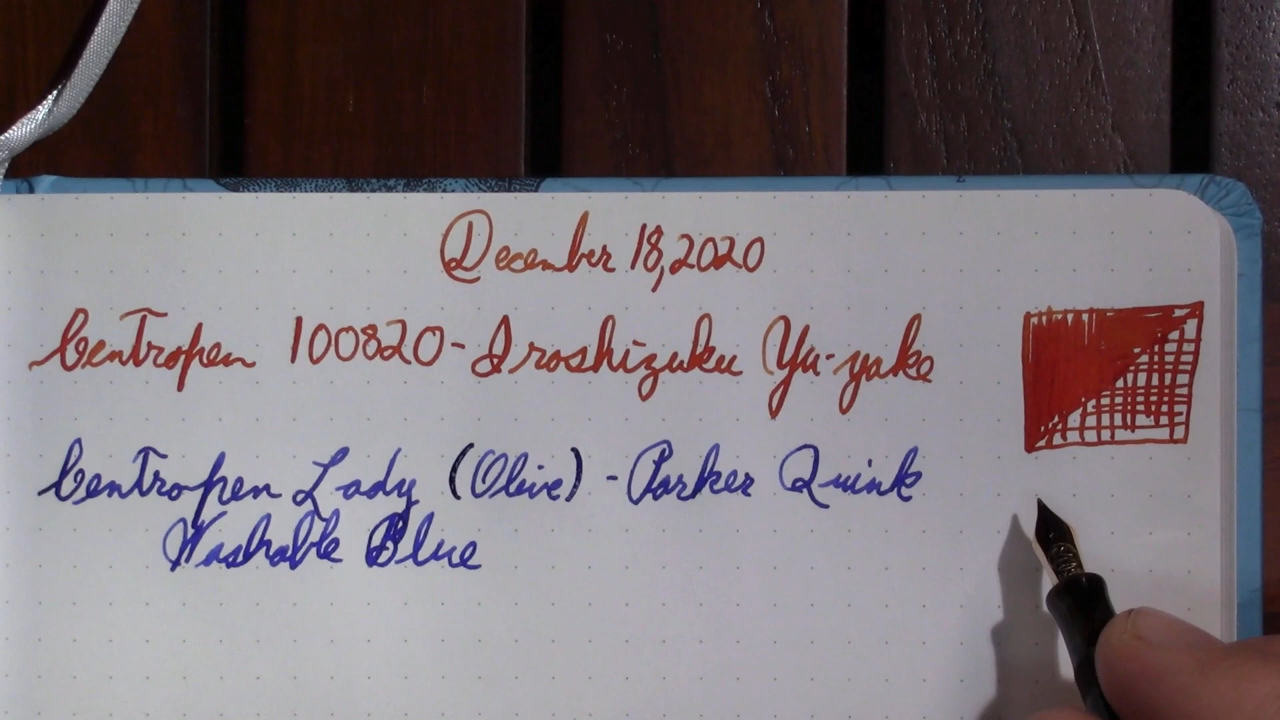 December 18, 2020
Centropen 100820 - Iroshizuku Yu-yake
Centropen Lady (Olive) - Parker Quink
Washable Blue